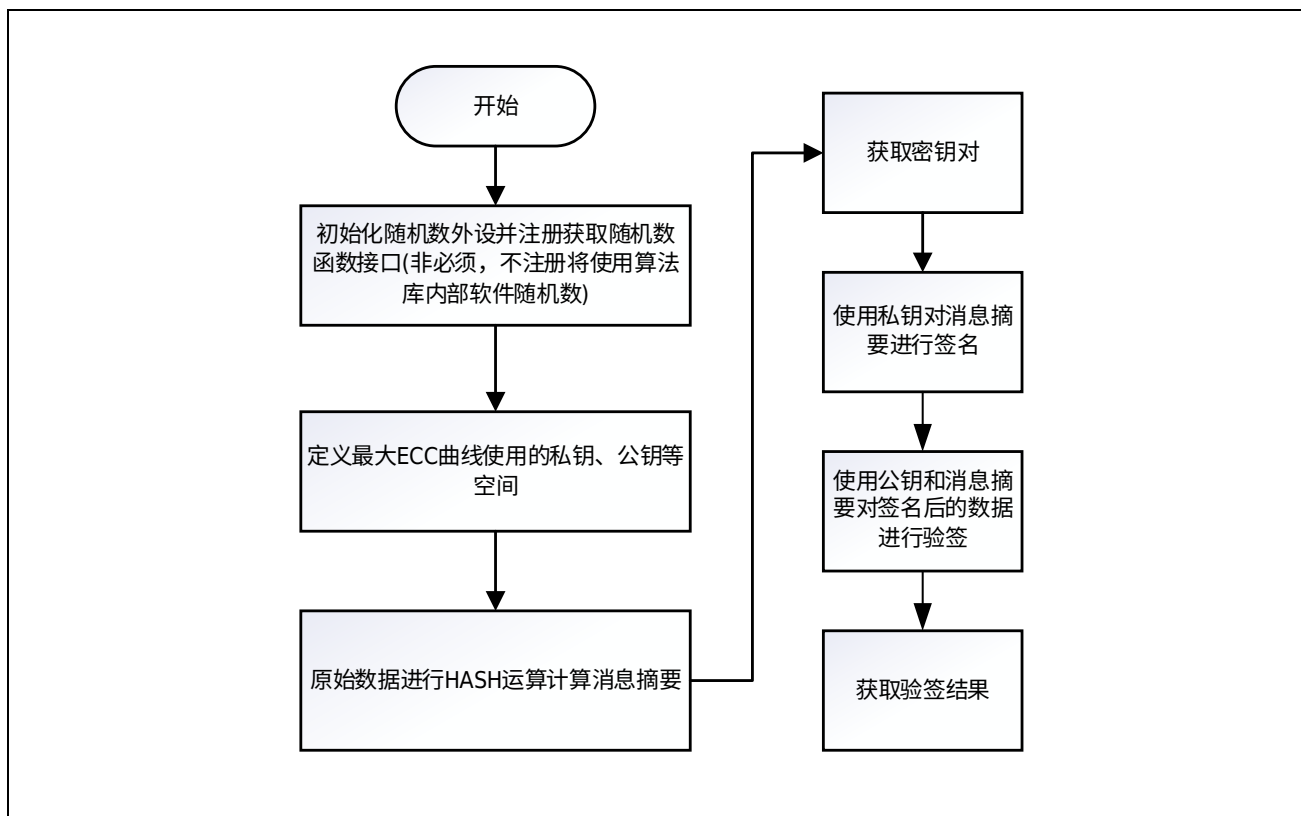 开始
初始化随机数外设并注册获取随机数
函数接口(非必须，不注册将使用算法
库内部软件随机数)
定义最大ECC曲线使用的私钥、公钥等
空间
原始数据进行HASH运算计算消息摘要
获取密钥对
使用私钥对消息摘
要进行签名
使用公钥和消息摘
要对签名后的数据
进行验签
获取验签结果